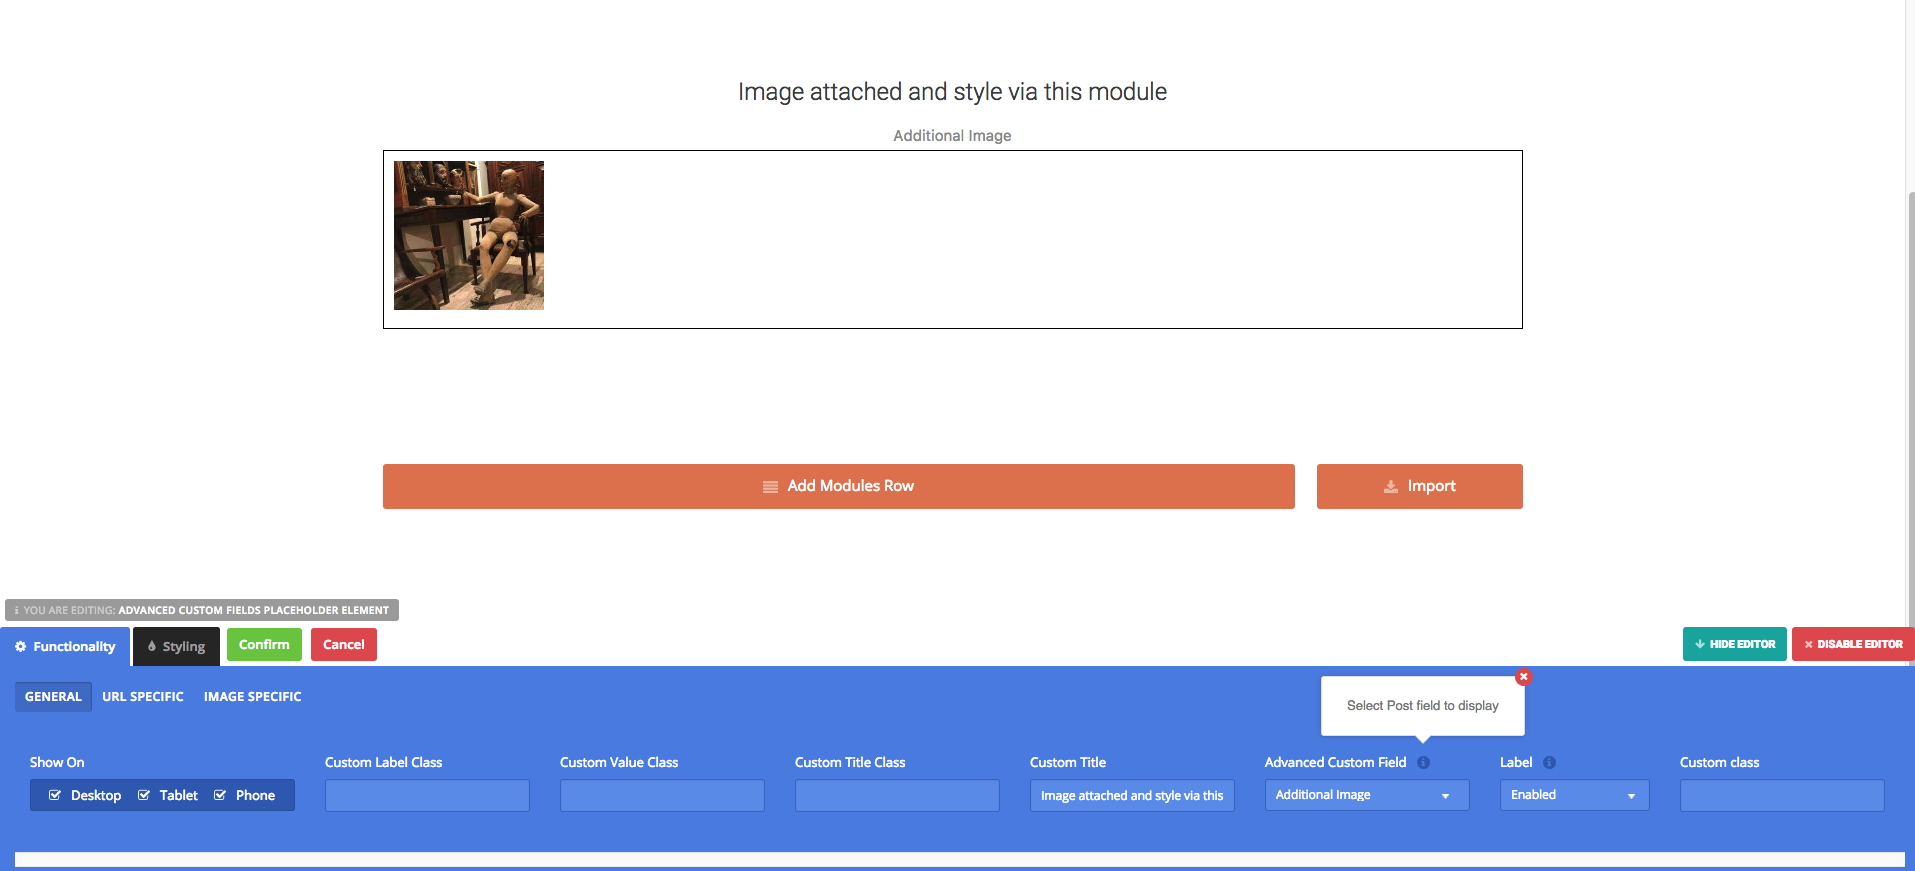 Image attached and style via this module
Additional Image
Add Modules Row
Import
YOU ARE EDITING: ADVANCED CUSTOM FIELDS PLACEHOLDER ELEMENT
Functionality
Styling
Confirm
Cancel
HIDE EDITOR
DISABLE EDITOR
GENERAL
URL SPECIFIC
IMAGE SPECIFIC
Select Post field to display
Show On
Custom Label Class
Custom Value Class
Custom Title Class
Custom Title
Advanced Custom Field
Label
Custom class
Desktop
Tablet
Phone
Image attached and style via this
Additional Image
Enabled